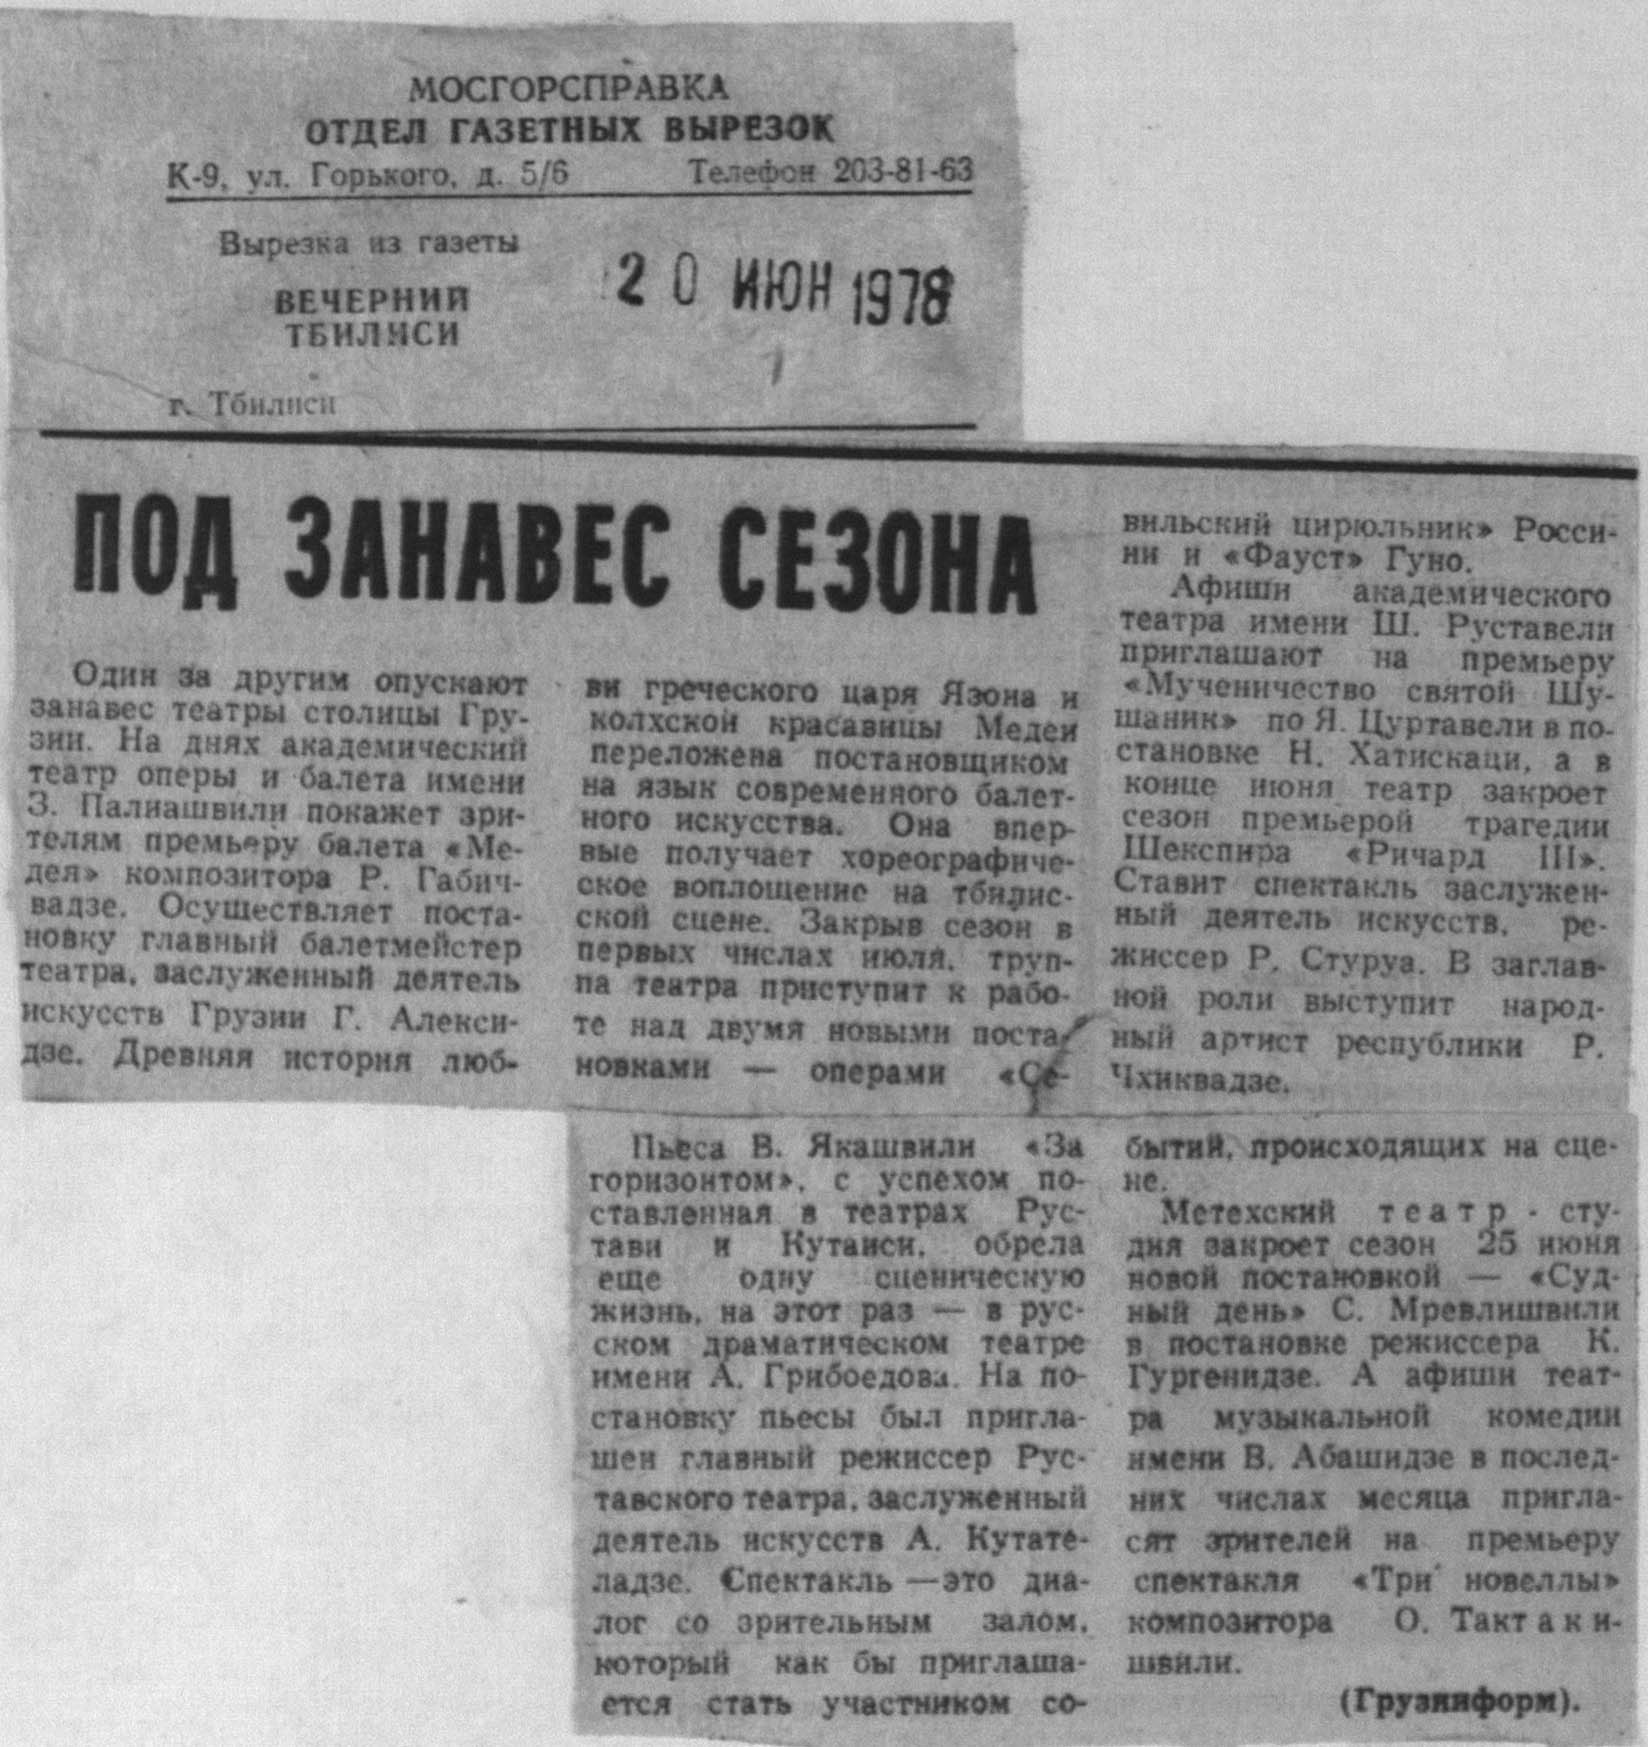 МОСГОРСПРАВКА
ОТДЕЛ ГАЗЕТНЫХ ВЫРЕЗОК
К-9, ул. Горького, д. 5/6 Телефон 203-81-63
Вырезка из газеты
ВЕЧЕРНИЙ
ТБИЛИСИ
20 ИЮН 1978
г. Тбилиси
ПОД ЗАНАВЕС СЕЗОНА
Один за другим опускают
занавес театры столицы Гру-
зии. На днях академический
театр оперы и балета имени
З. Палиашвили покажет зри-
телям премьеру балета «Ме-
дея» композитора Р. Габич-
вадзе. Осуществляет поста-
новку главный балетмейстер
театра, заслуженный деятель
искусств Грузии Г. Алекси-
дзе. Древняя история люб-
ви греческого царя Язона и
колхской красавицы Медеи
переложена постановщиком
на язык современного балет-
ного искусства. Она впер-
вые получает хореографиче-
ское воплощение на тбилис-
ской сцене. Закрыв сезон в
первых числах июля, труп-
па театра приступит к рабо-
те над двумя новыми поста-
новками — операми «Се-
вильский цирюльник» Росси-
ни и «Фауст» Гуно.
Афиши академического
театра имени Ш. Руставели
приглашают на премьеру
«Мученичество святой Шу-
шаник» по Я. Цуртавели в по-
становке Н. Хатискаци, а в
конце июня театр закроет
сезон премьерой трагедии
Шекспира «Ричард III».
Ставит спектакль заслужен-
ный деятель искусств, ре-
жиссер Р. Стуруа. В заглав-
ной роли выступит народ-
ный артист республики Р.
Чхиквадзе.
Пьеса В. Якашвили «За
горизонтом», с успехом по-
ставленная в театрах Рус-
тави и Кутаиси, обрела
еще одну сценическую
жизнь, на этот раз — в рус-
ском драматическом театре
имени А. Грибоедова. На по-
становку пьесы был пригла-
шен главный режиссер Рус-
тавского театра, заслуженный
деятель искусств А. Кутате-
ладзе. Спектакль —это диа-
лог со зрительным залом,
который как бы приглаша-
ется стать участником со-
бытий, происходящих на сце-
не.
Метехский театр-сту-
дия закроет сезон 25 июня
новой постановкой — «Суд-
ный день» С. Мревлишвили
в постановке режиссера К.
Гургенидзе. А афиши теат-
ра музыкальной комедии
имени В. Абашидзе в послед-
них числах месяца пригла-
сят зрителей на премьеру
спектакля «Три новеллы»
композитора О. Тактаки-
швили.
(Грузинформ).